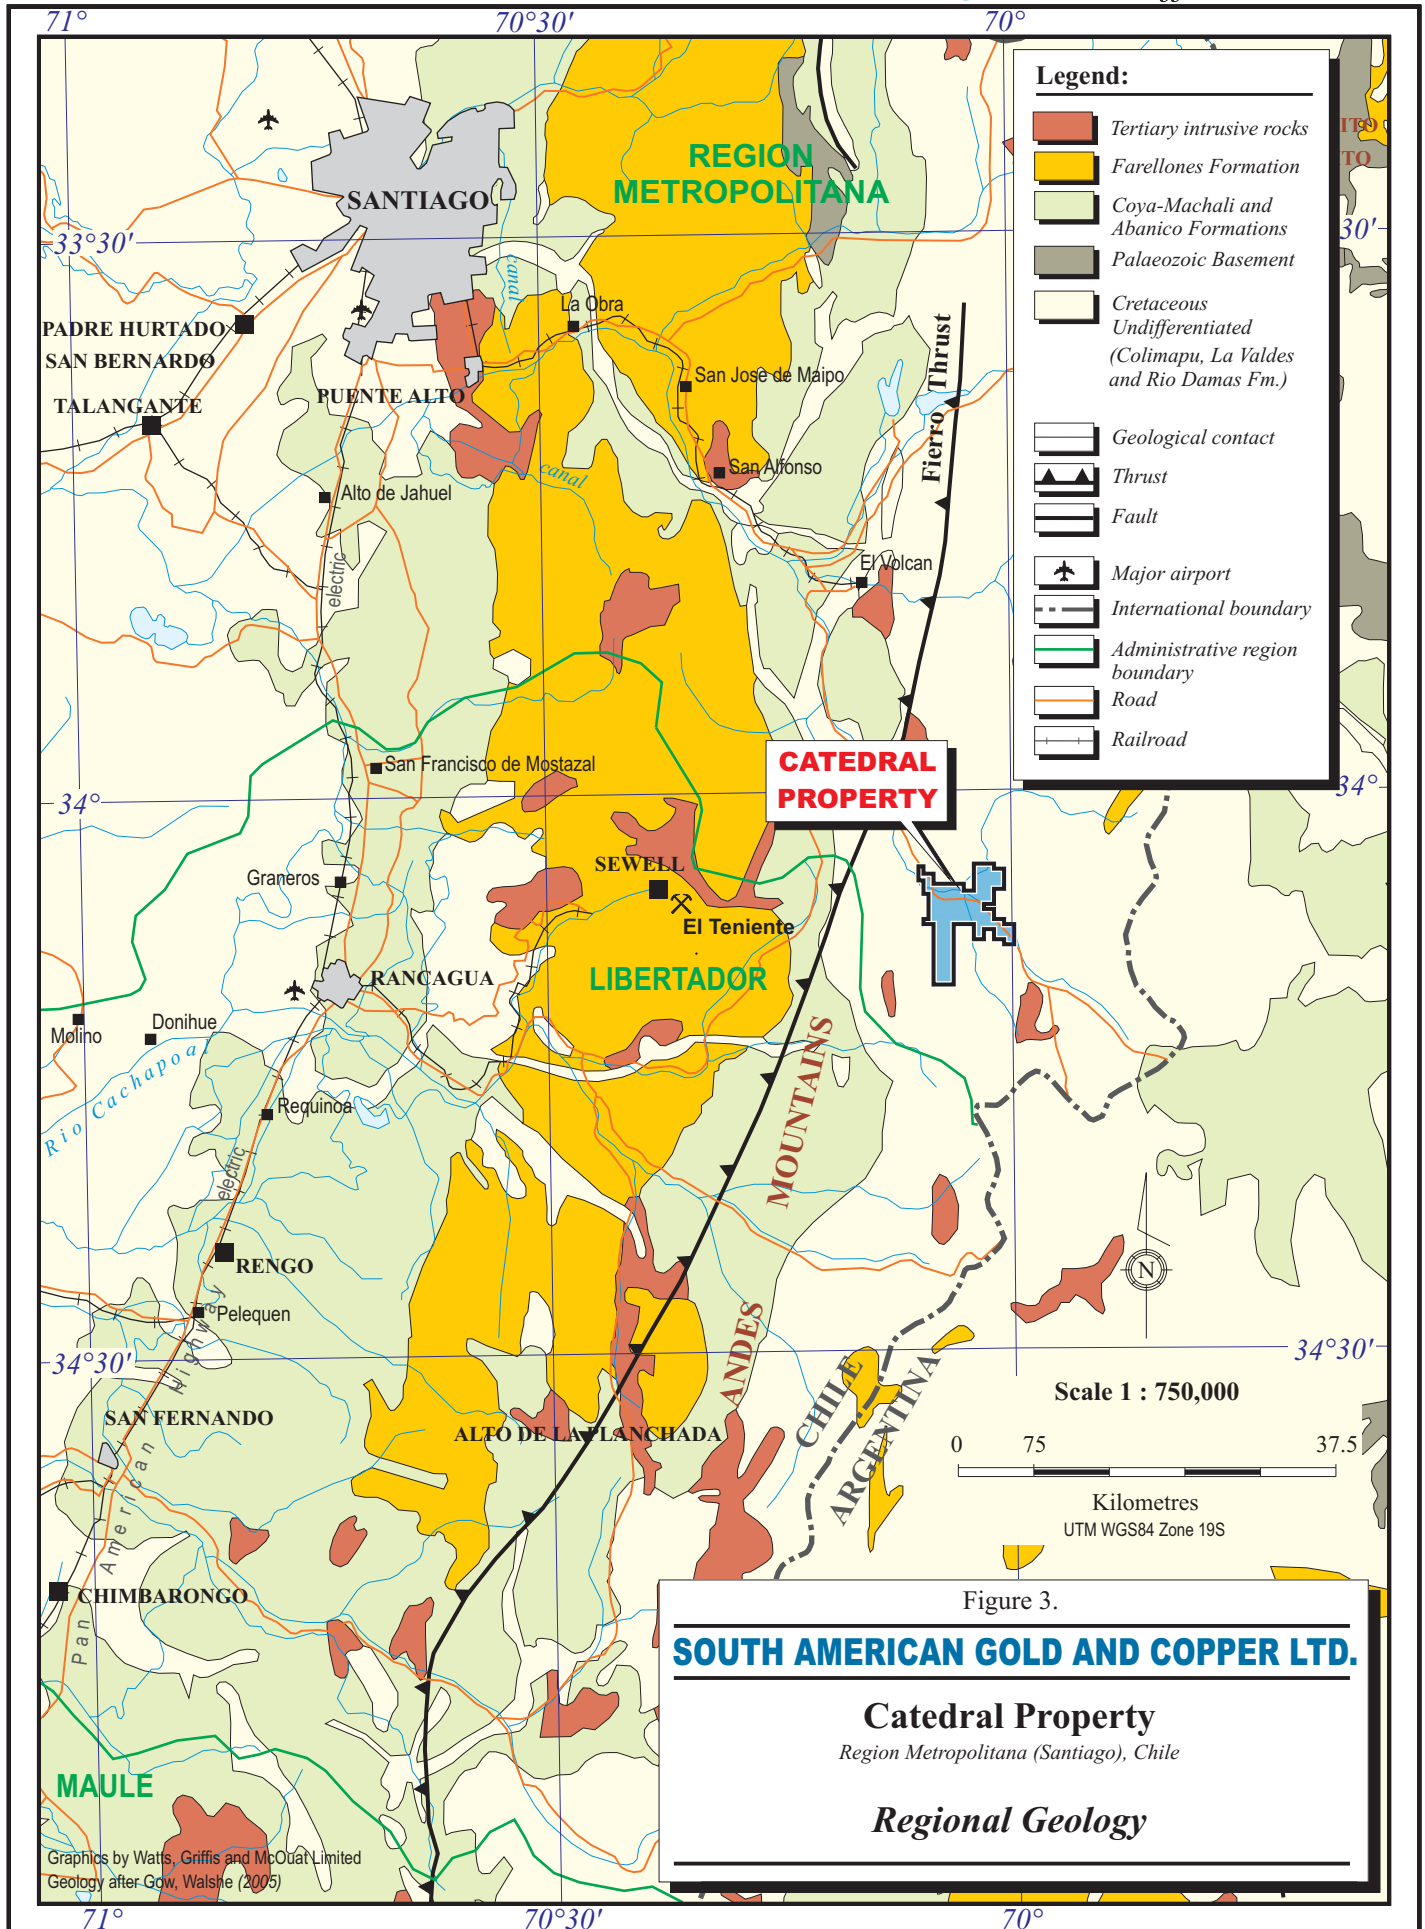 71°
70°30'
70°
Legend:
Tertiary intrusive rocks
Farellones Formation
Coya-Machali and
Abanico Formations
Palaeozoic Basement
Cretaceous
Undifferentiated
(Colimapu, La Valdes
and Rio Damas Fm.)
Geological contact
Thrust
Fault
Major airport
International boundary
Administrative region
boundary
Road
Railroad
ITO
TO
REGION
METROPOLITANA
SANTIAGO
33°30'
30'
canal
La Obra
PADRE HURTADO
SAN BERNARDO
Fierro Thrust
San Jose de Maipo
PUENTE ALTO
TALANGANTE
San Alfonso
canal
Alto de Jahuel
electric
El Volcan
CATEDRAL
PROPERTY
San Francisco de Mostazal
34°
34°
SEWELL
Graneros
El Teniente
LIBERTADOR
RANCAGUA
Molino
Donihue
Rio Cachapoal
MOUNTAINS
Requinoa
electric
RENGO
N
Pelequen
34°30'
34°30'
ANDES
CHILE
ARGENTINA
Scale 1 : 750,000
SAN FERNANDO
ALTO DE LA PLANCHADA
0 75 37.5
Kilometres
UTM WGS84 Zone 19S
Pan American Highway
CHIMBARONGO
Figure 3.
SOUTH AMERICAN GOLD AND COPPER LTD.
Catedral Property
Region Metropolitana (Santiago), Chile
Regional Geology
MAULE
Graphics by Watts, Griffis and McOuat Limited
Geology after Gow, Walshe (2005)
71°
70°30'
70°